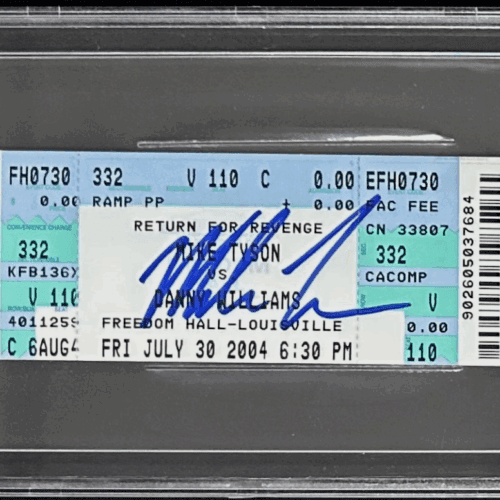 FH0730 332 V 110 C 0.00 EFH0730
0.00 RAMP PP + 0.00 FAC FEE
CONVENIENCE CHARGE
RETURN FOR REVENGE CN 33807
332 MIKE TYSON 332
KFB136X VS CACOMP
V 110 DANNY WILLIAMS V
401125S FREEDOM HALL-LOUISVILLE 0.00
C 6AUG4 FRI JULY 30 2004 6:30 PM 110
902605037684